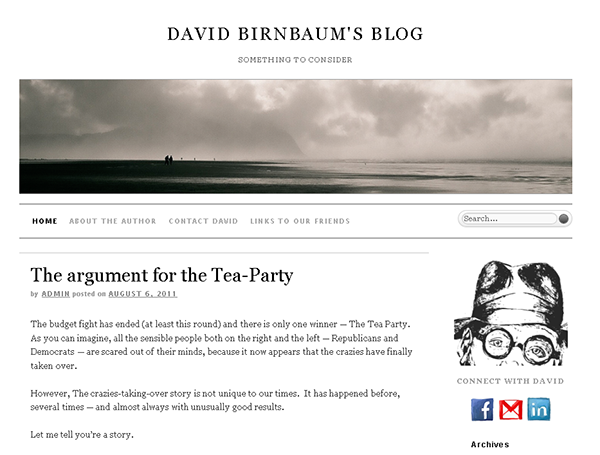 DAVID BIRNBAUM'S BLOG
SOMETHING TO CONSIDER
HOME ABOUT THE AUTHOR CONTACT DAVID LINKS TO OUR FRIENDS
Search...
The argument for the Tea-Party
by ADMIN posted on AUGUST 6, 2011
The budget fight has ended (at least this round) and there is only one winner — The Tea Party.
As you can imagine, all the sensible people both on the right and the left — Republicans and
Democrats — are scared out of their minds, because it now appears that the crazies have finally
taken over.
However, The crazies-taking-over story is not unique to our times. It has happened before,
several times — and almost always with unusually good results.
Let me tell you're a story.
CONNECT WITH DAVID
f
M
in
Archives